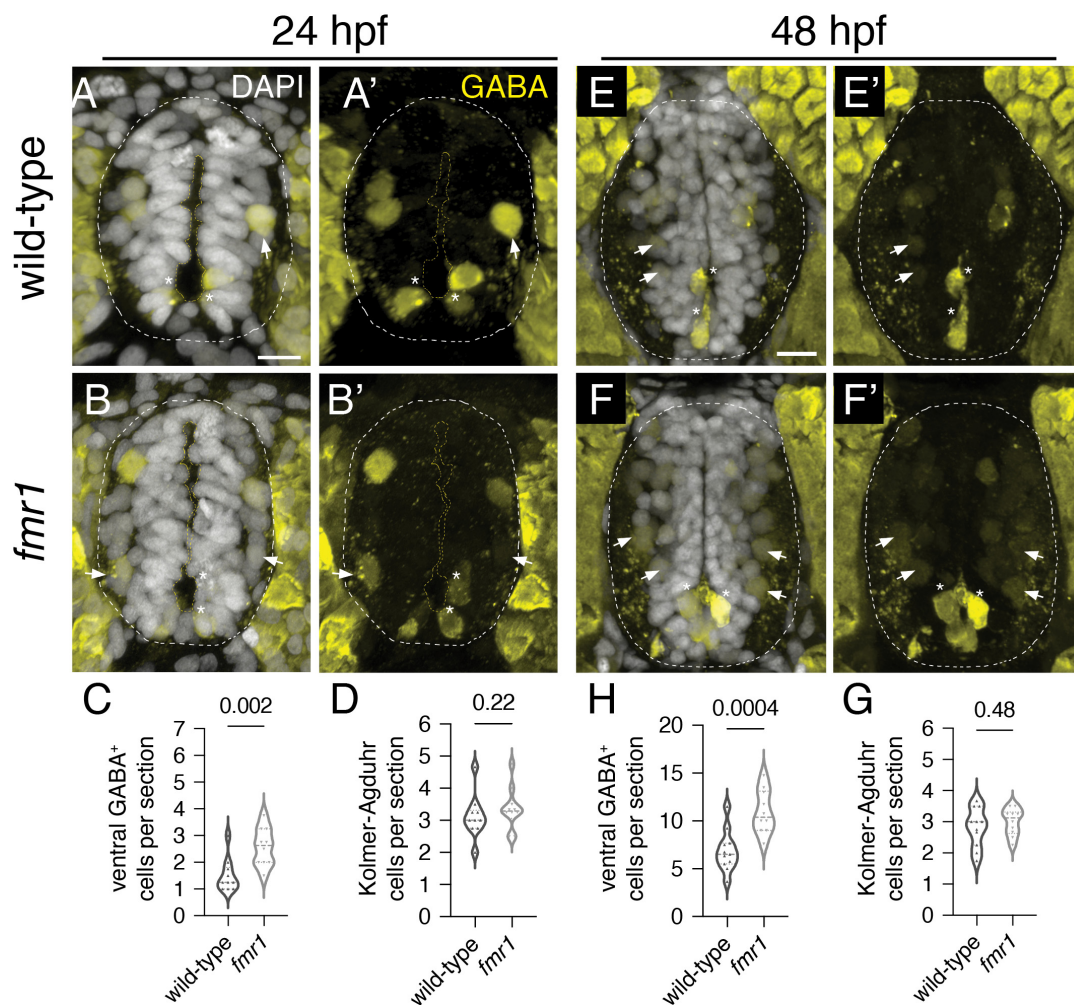 24 hpf
48 hpf
wild-type
A
DAPI
A'
GABA
E
E'
*
*
*
*
*
*
*
*
fmr1
B
B'
F
F'
*
*
*
*
*
*
*
*
C
ventral GABA⁺
cells per section
0.002
7
6
5
4
3
2
1
0
wild-type
fmr1
D
Kolmer-Agduhr
cells per section
0.22
6
5
4
3
2
1
0
wild-type
fmr1
H
ventral GABA⁺
cells per section
0.0004
20
15
10
5
0
wild-type
fmr1
G
Kolmer-Agduhr
cells per section
0.48
6
5
4
3
2
1
0
wild-type
fmr1